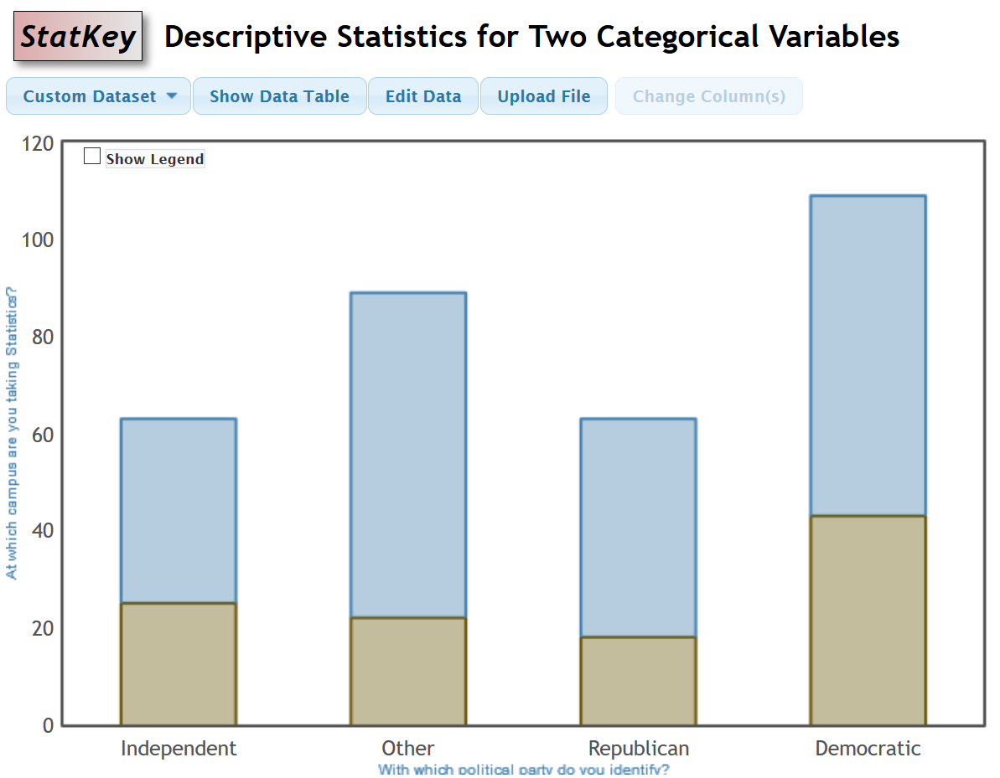 StatKey Descriptive Statistics for Two Categorical Variables
Custom Dataset Show Data Table Edit Data Upload File Change Column(s)
120
Show Legend
100
80
60
40
20
0
At which campus are you taking Statistics?
Independent Other Republican Democratic
With which political party do you identify?